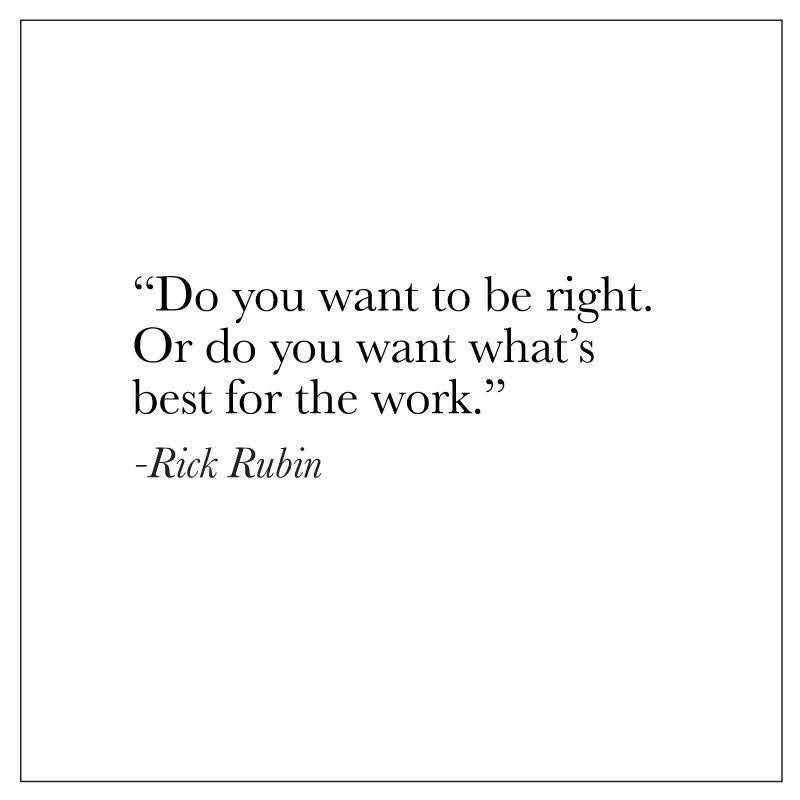 “Do you want to be right.
Or do you want what’s
best for the work.”
-Rick Rubin